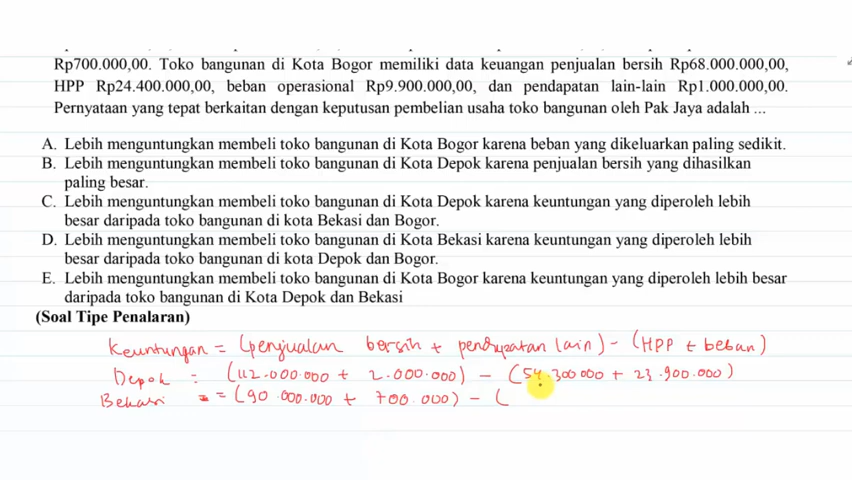 Rp700.000,00. Toko bangunan di Kota Bogor memiliki data keuangan penjualan bersih Rp68.000.000,00,
HPP Rp24.400.000,00, beban operasional Rp9.900.000,00, dan pendapatan lain-lain Rp1.000.000,00.
Pernyataan yang tepat berkaitan dengan keputusan pembelian usaha toko bangunan oleh Pak Jaya adalah ...
A. Lebih menguntungkan membeli toko bangunan di Kota Bogor karena beban yang dikeluarkan paling sedikit.
B. Lebih menguntungkan membeli toko bangunan di Kota Depok karena penjualan bersih yang dihasilkan
paling besar.
C. Lebih menguntungkan membeli toko bangunan di Kota Depok karena keuntungan yang diperoleh lebih
besar daripada toko bangunan di kota Bekasi dan Bogor.
D. Lebih menguntungkan membeli toko bangunan di Kota Bekasi karena keuntungan yang diperoleh lebih
besar daripada toko bangunan di kota Depok dan Bogor.
E. Lebih menguntungkan membeli toko bangunan di Kota Bogor karena keuntungan yang diperoleh lebih besar
daripada toko bangunan di Kota Depok dan Bekasi
(Soal Tipe Penalaran)
Keuntungan = (penjualan bersih + pendapatan lain) - (HPP + beban)
Depok = (112.000.000 + 2.000.000) - (54.300.000 + 23.900.000)
Bekasi = (90.000.000 + 700.000) - (